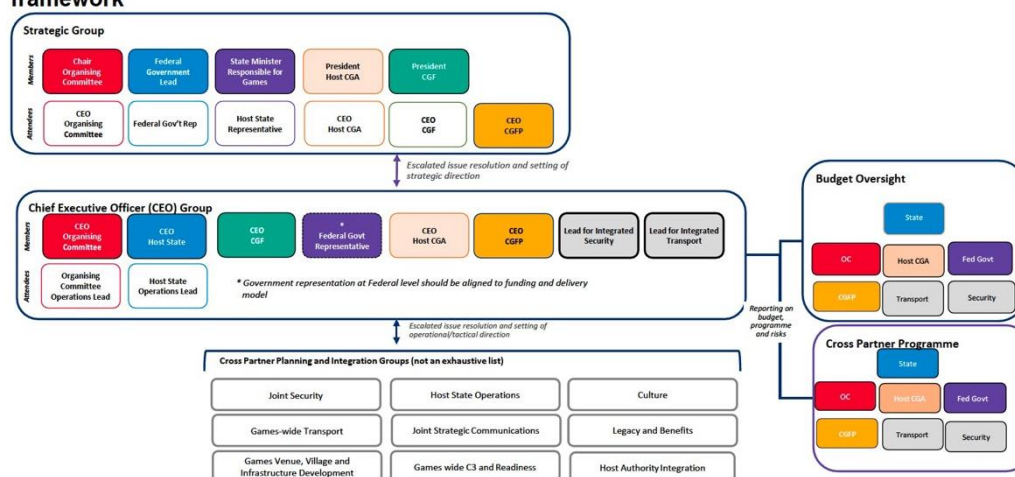 framework
Strategic Group
Members
Chair
Organising
Committee
Federal
Government
Lead
State Minister
Responsible for
Games
President
Host CGA
President
CGF
Attendees
CEO
Organising
Committee
Federal Gov't Rep
Host State
Representative
CEO
Host CGA
CEO
CGF
CEO
CGFP
Escalated issue resolution and setting of
strategic direction
Chief Executive Officer (CEO) Group
Members
CEO
Organising
Committee
CEO
Host State
CEO
CGF
*
Federal Govt
Representative
CEO
Host CGA
CEO
CGFP
Lead for Integrated
Security
Lead for Integrated
Transport
Attendees
Organising
Committee
Operations Lead
Host State
Operations Lead
* Government representation at Federal level should be aligned to funding and delivery
model
Escalated issue resolution and setting of
operational/tactical direction
Reporting on
budget,
programme
and risks
Budget Oversight
State
OC
Host CGA
Fed Govt
CGFP
Transport
Security
Cross Partner Programme
State
OC
Host CGA
Fed Govt
CGFP
Transport
Security
Cross Partner Planning and Integration Groups (not an exhaustive list)
Joint Security
Host State Operations
Culture
Games-wide Transport
Joint Strategic Communications
Legacy and Benefits
Games Venue, Village and
Infrastructure Development
Games wide C3 and Readiness
Host Authority Integration